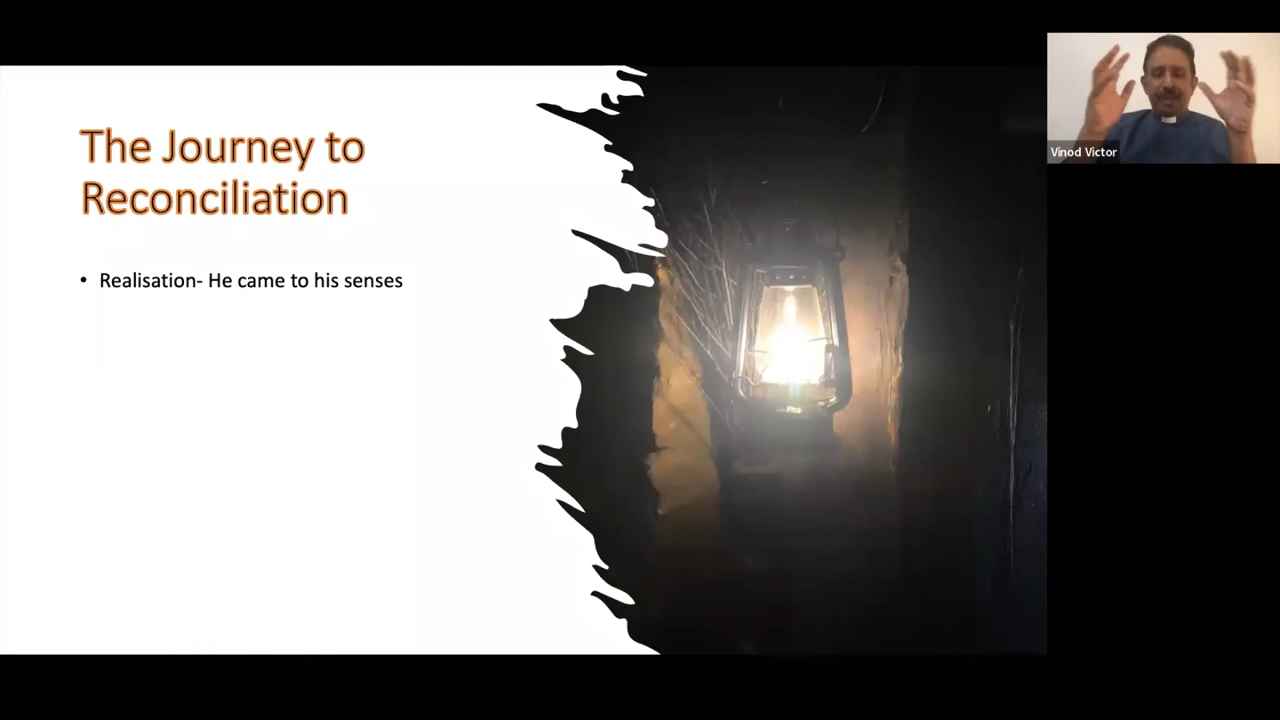 The Journey to
Reconciliation
• Realisation- He came to his senses
Vinod Victor